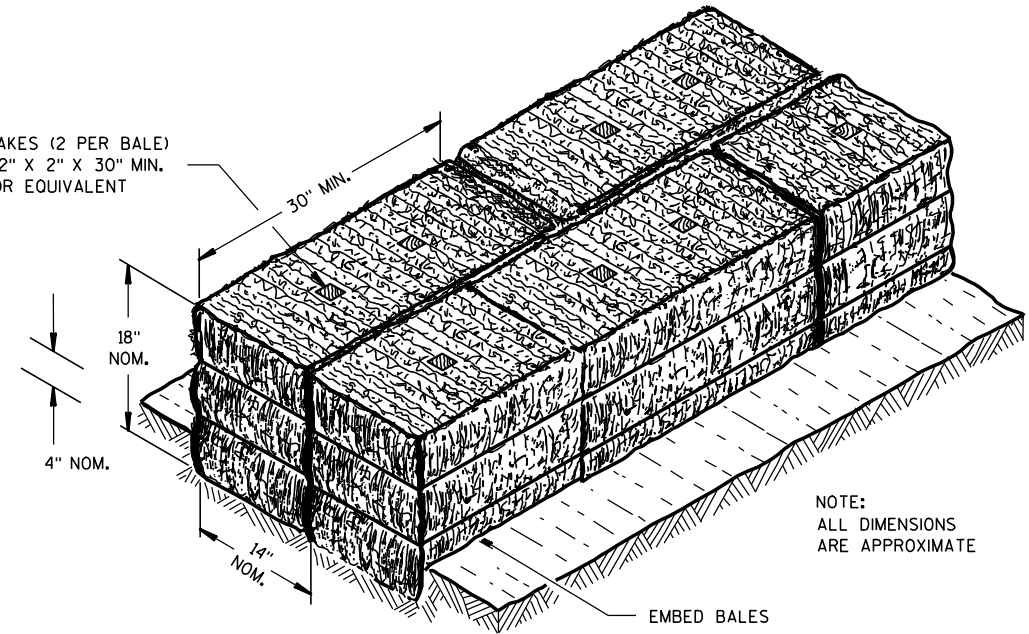 AKES (2 PER BALE)
2" X 2" X 30" MIN.
OR EQUIVALENT
30" MIN.
18"
NOM.
4" NOM.
14"
NOM.
NOTE:
ALL DIMENSIONS
ARE APPROXIMATE
EMBED BALES